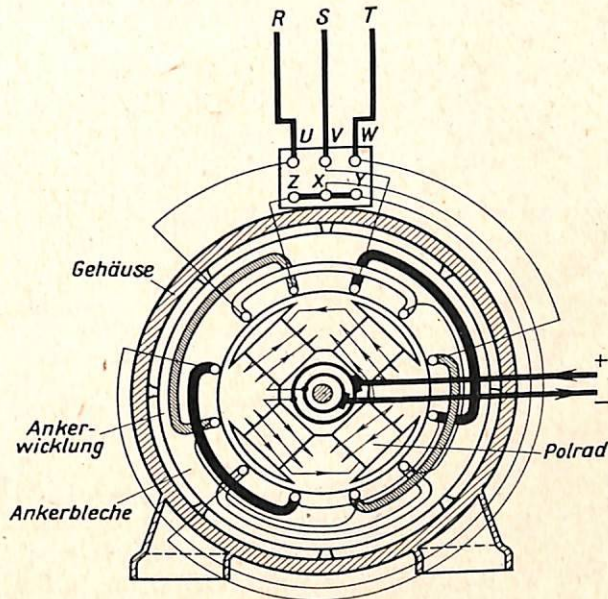 R S T
U V W
Z X Y
Gehäuse
+
−
Anker-
wicklung
Polrad
Ankerbleche